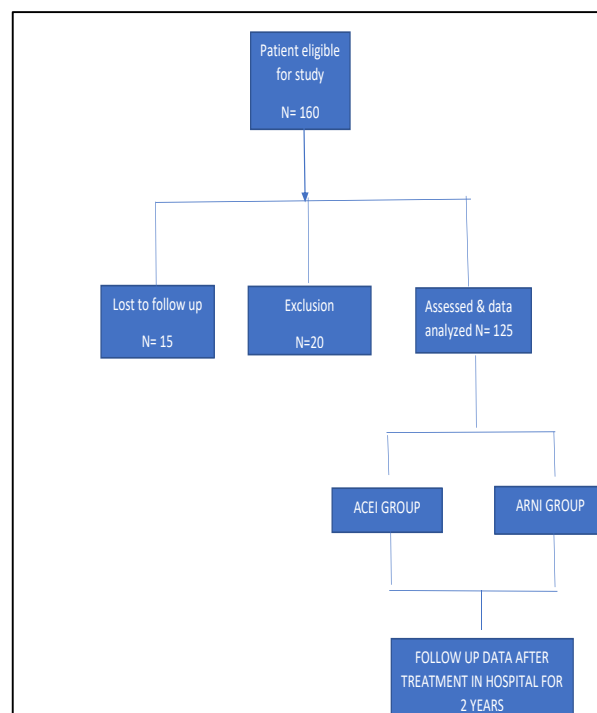 Patient eligible
for study
N= 160
Lost to follow up
N= 15
Exclusion
N=20
Assessed & data
analyzed N= 125
ACEI GROUP
ARNI GROUP
FOLLOW UP DATA AFTER
TREATMENT IN HOSPITAL FOR
2 YEARS